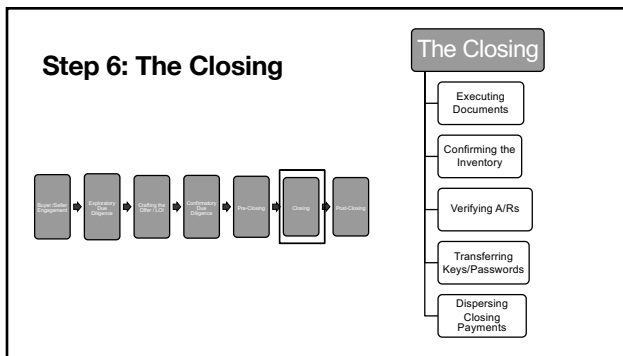 Step 6: The Closing
Buyer /Seller
Engagement
Exploratory
Due
Diligence
Crafting the
Offer / LOI
Confirmatory
Due
Diligence
Pre-Closing
Closing
Post-Closing
The Closing
Executing
Documents
Confirming the
Inventory
Verifying A/Rs
Transferring
Keys/Passwords
Dispersing
Closing
Payments